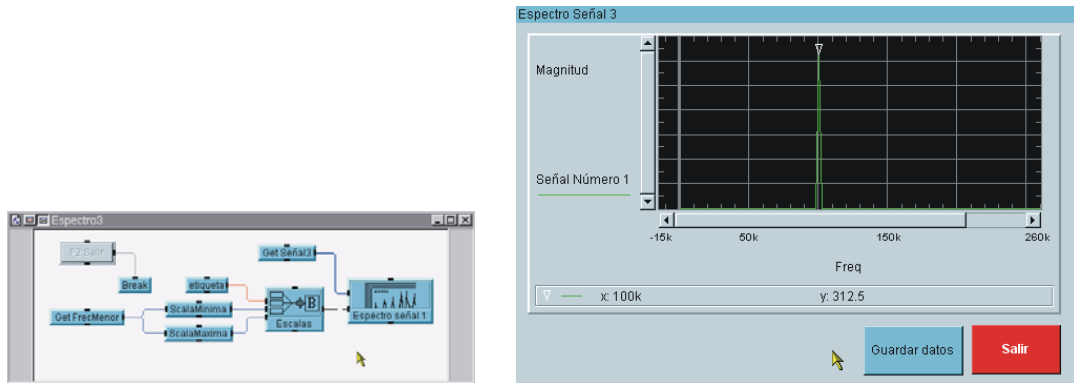 Espectro3
F2:Salir
Get Señal3
Break
etiqueta
ScalaMinima
Get FrecMenor
ScalaMaxima
B
Escalas
Espectro señal 1
Espectro Señal 3
Magnitud
Señal Número 1
-15k
50k
150k
260k
Freq
x: 100k
y: 312.5
Guardar datos
Salir